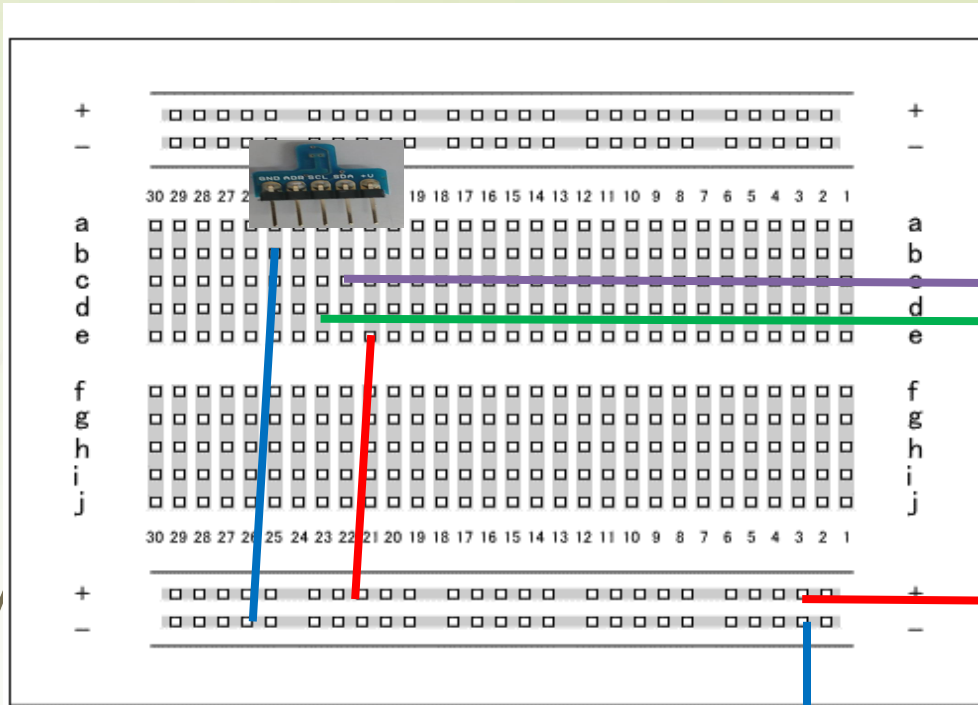 + +
− −
GND ADR SCL SDA +V
30 29 28 27 2 19 18 17 16 15 14 13 12 11 10 9 8 7 6 5 4 3 2 1
a a
b b
c c
d d
e e
f f
g g
h h
i i
j j
30 29 28 27 26 25 24 23 22 21 20 19 18 17 16 15 14 13 12 11 10 9 8 7 6 5 4 3 2 1
+ +
− −